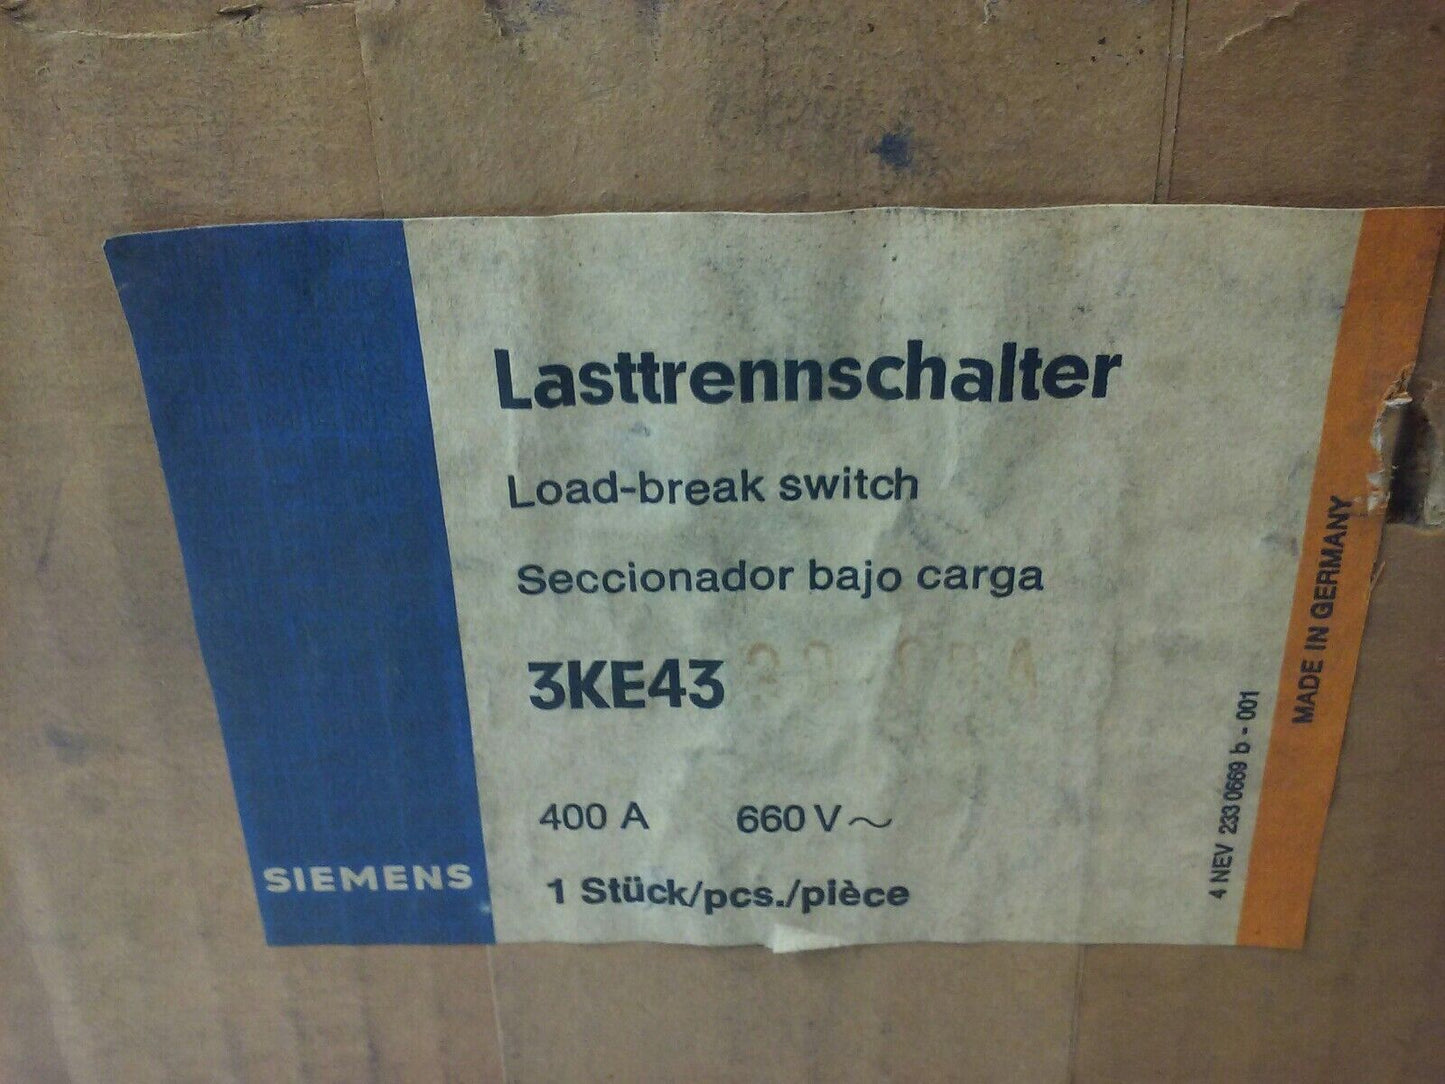 Lasttrennschalter
Load-break switch
Seccionador bajo carga
3KE43
400 A 660 V~
1 Stück/pcs./pièce
SIEMENS
4 NEV 233 0669 b - 001
MADE IN GERMANY